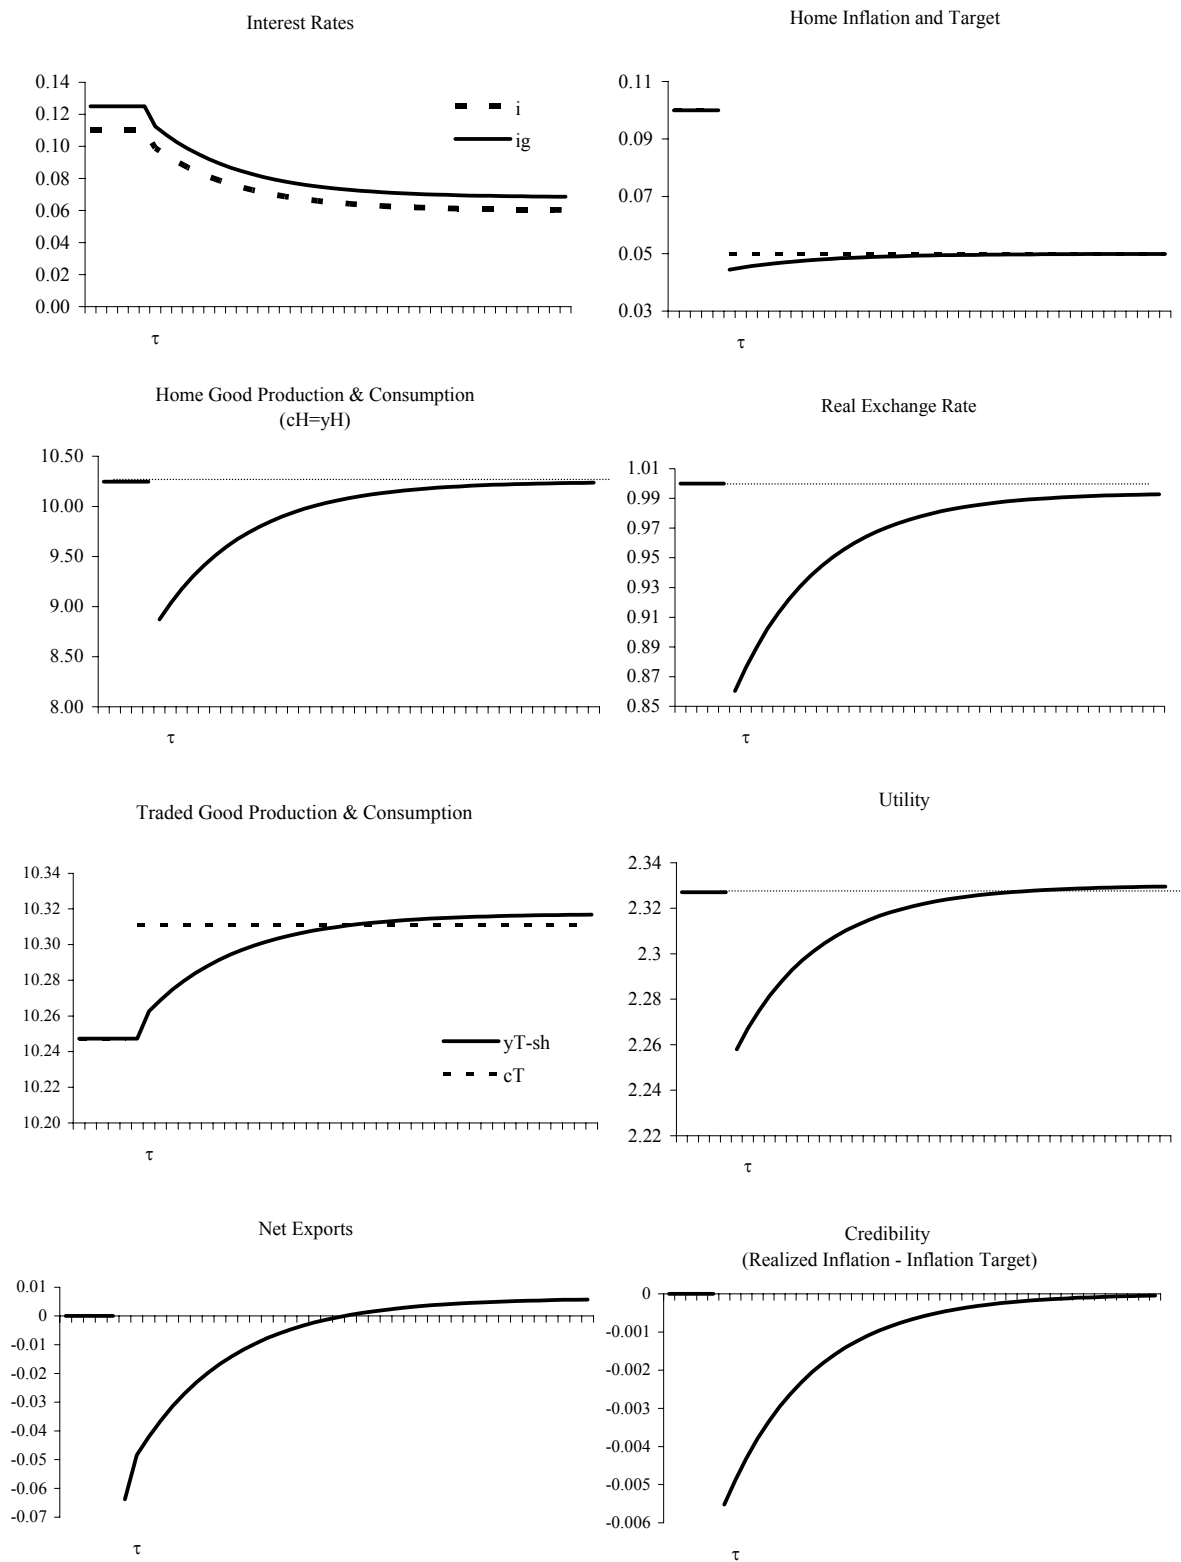 Interest Rates
0.14
0.12
0.10
0.08
0.06
0.04
0.02
0.00
i
ig
τ
Home Inflation and Target
0.11
0.09
0.07
0.05
0.03
τ
Home Good Production & Consumption
(cH=yH)
10.50
10.00
9.50
9.00
8.50
8.00
τ
Real Exchange Rate
1.01
0.99
0.97
0.95
0.93
0.91
0.89
0.87
0.85
τ
Traded Good Production & Consumption
10.34
10.32
10.30
10.28
10.26
10.24
10.22
10.20
yT-sh
cT
τ
Utility
2.34
2.32
2.3
2.28
2.26
2.24
2.22
τ
Net Exports
0.01
0
-0.01
-0.02
-0.03
-0.04
-0.05
-0.06
-0.07
τ
Credibility
(Realized Inflation - Inflation Target)
0
-0.001
-0.002
-0.003
-0.004
-0.005
-0.006
τ